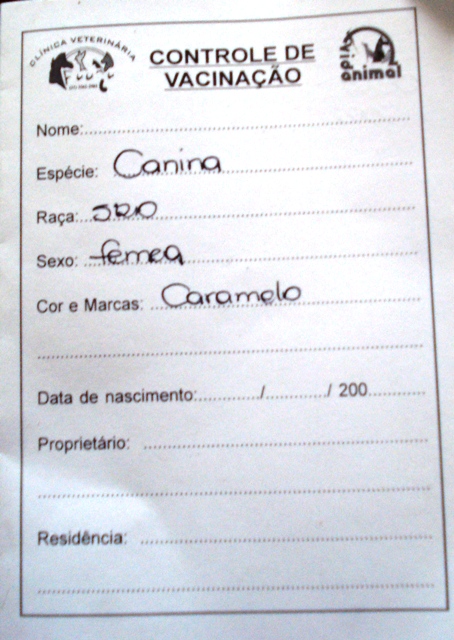 CLÍNICA VETERINÁRIA
CONTROLE DE
VACINAÇÃO
vida
animal
Nome:
Espécie: Canina
Raça: SRD
Sexo: femea
Cor e Marcas: Caramelo
Data de nascimento: / / 200
Proprietário:
Residência: